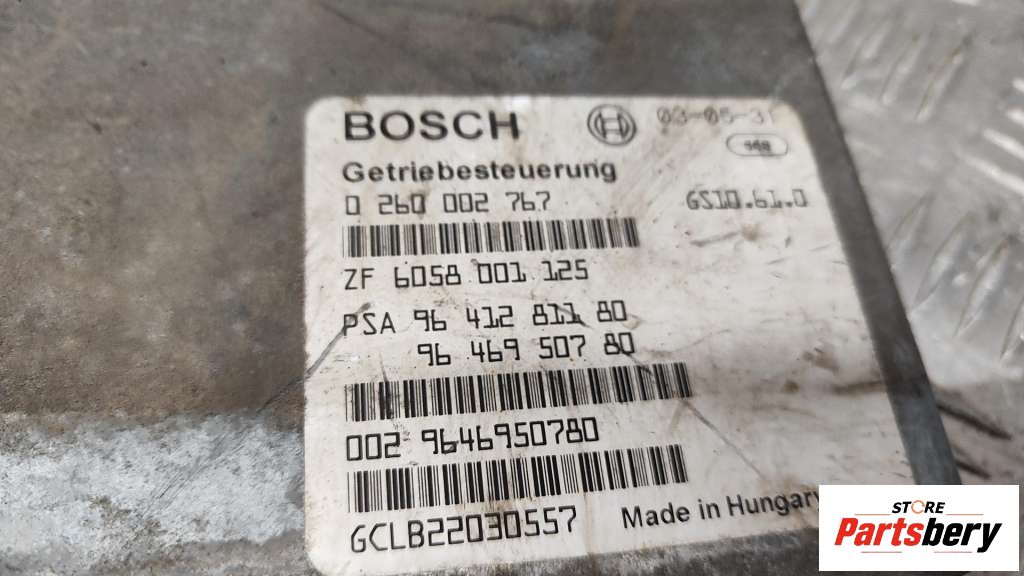 BOSCH 03-05-31
Getriebesteuerung
0 260 002 767 GS10.61.0
ZF 6058 001 125
PSA 96 412 811 80
96 469 507 80
002 9646950780
GCLB22030557 Made in Hungary
STORE
Partsbery